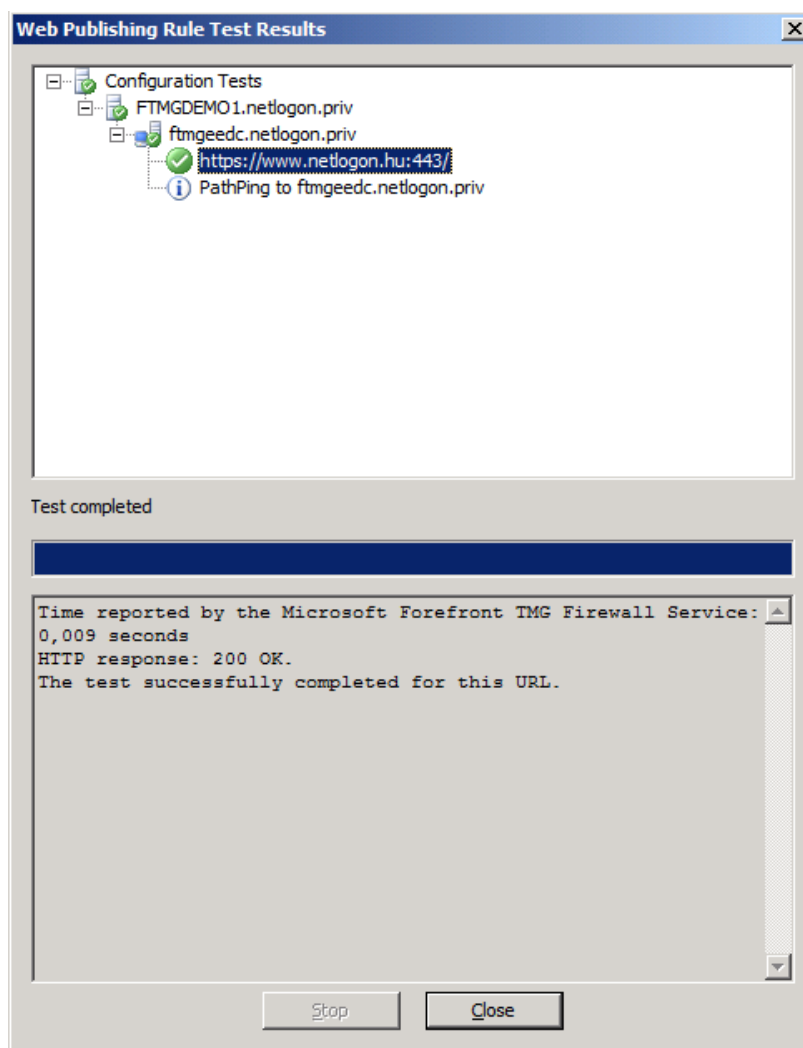 Web Publishing Rule Test Results
Configuration Tests
FTMGDEMO1.netlogon.priv
ftmgeedc.netlogon.priv
https://www.netlogon.hu:443/
PathPing to ftmgeedc.netlogon.priv
Test completed
Time reported by the Microsoft Forefront TMG Firewall Service:
0,009 seconds
HTTP response: 200 OK.
The test successfully completed for this URL.
Stop Close